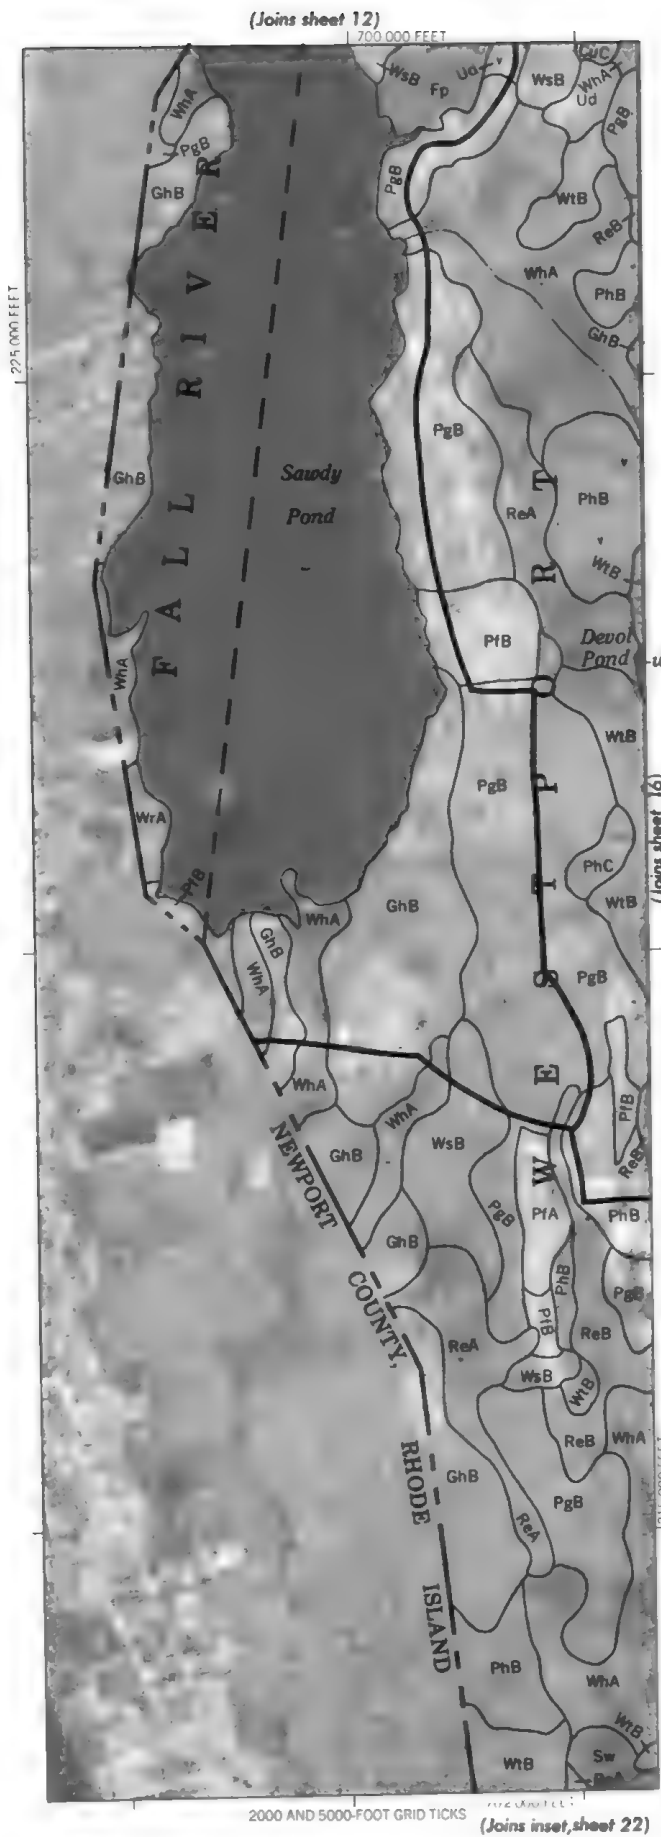 (Joins sheet 12)
700 000 FEET
WsB
Fp
Ud
WsB
CuC
WhA
Ud
WhA
PgB
PgB
GhB
PgB
WtB
ReB
WhA
PhB
GhB
225 000 FEET
FALL RIVER
PgB
GhB
Sawdy
Pond
ReA
PhB
WtB
WESTPORT
PfB
Devol
Pond
WhA
WtB
PgB
(Joins sheet 16)
WrA
PfB
PhC
WtB
GhB
WhA
GhB
WhA
PgB
WhA
PfB
ReB
WhA
WsB
GhB
NEWPORT
COUNTY,
RHODE
ISLAND
PgB
PfA
PhB
GhB
PhB
PgB
PfB
ReB
ReA
WsB
WtB
ReB
WhA
GhB
PgB
ReA
PhB
WhA
WtB
WtB
Sw
2000 AND 5000-FOOT GRID TICKS
(Joins inset, sheet 22)